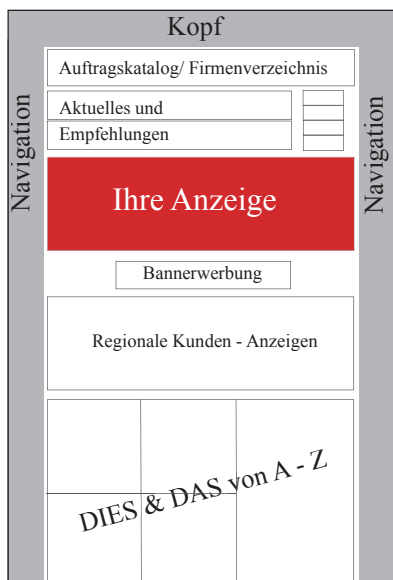 Kopf
Navigation
Auftragskatalog/ Firmenverzeichnis
Aktuelles und
Empfehlungen
Navigation
Ihre Anzeige
Bannerwerbung
Regionale Kunden - Anzeigen
DIES & DAS von A - Z